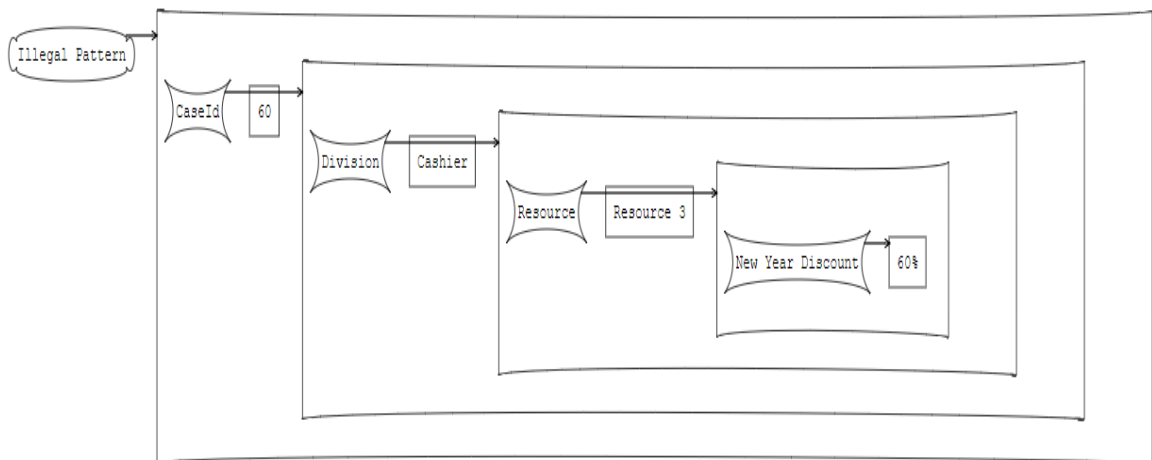 Illegal Pattern
CaseId 60
Division Cashier
Resource Resource 3
New Year Discount 60%